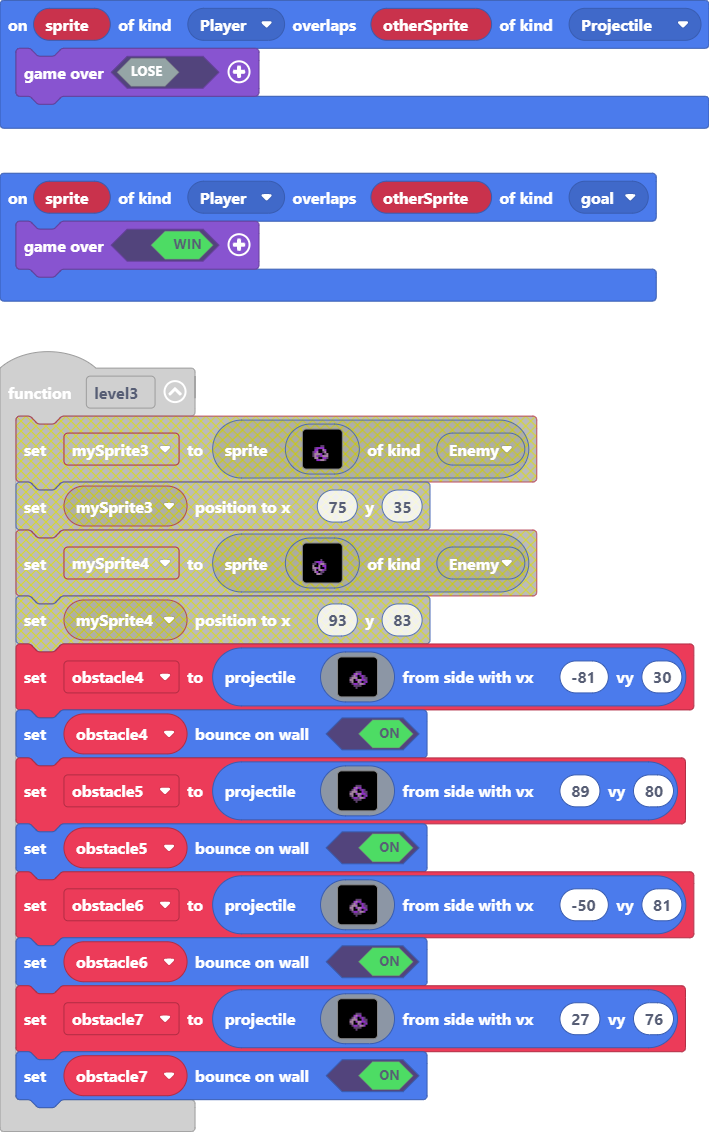 on sprite of kind Player overlaps otherSprite of kind Projectile
game over LOSE
on sprite of kind Player overlaps otherSprite of kind goal
game over WIN
function level3
set mySprite3 to sprite of kind Enemy
set mySprite3 position to x 75 y 35
set mySprite4 to sprite of kind Enemy
set mySprite4 position to x 93 y 83
set obstacle4 to projectile from side with vx -81 vy 30
set obstacle4 bounce on wall ON
set obstacle5 to projectile from side with vx 89 vy 80
set obstacle5 bounce on wall ON
set obstacle6 to projectile from side with vx -50 vy 81
set obstacle6 bounce on wall ON
set obstacle7 to projectile from side with vx 27 vy 76
set obstacle7 bounce on wall ON